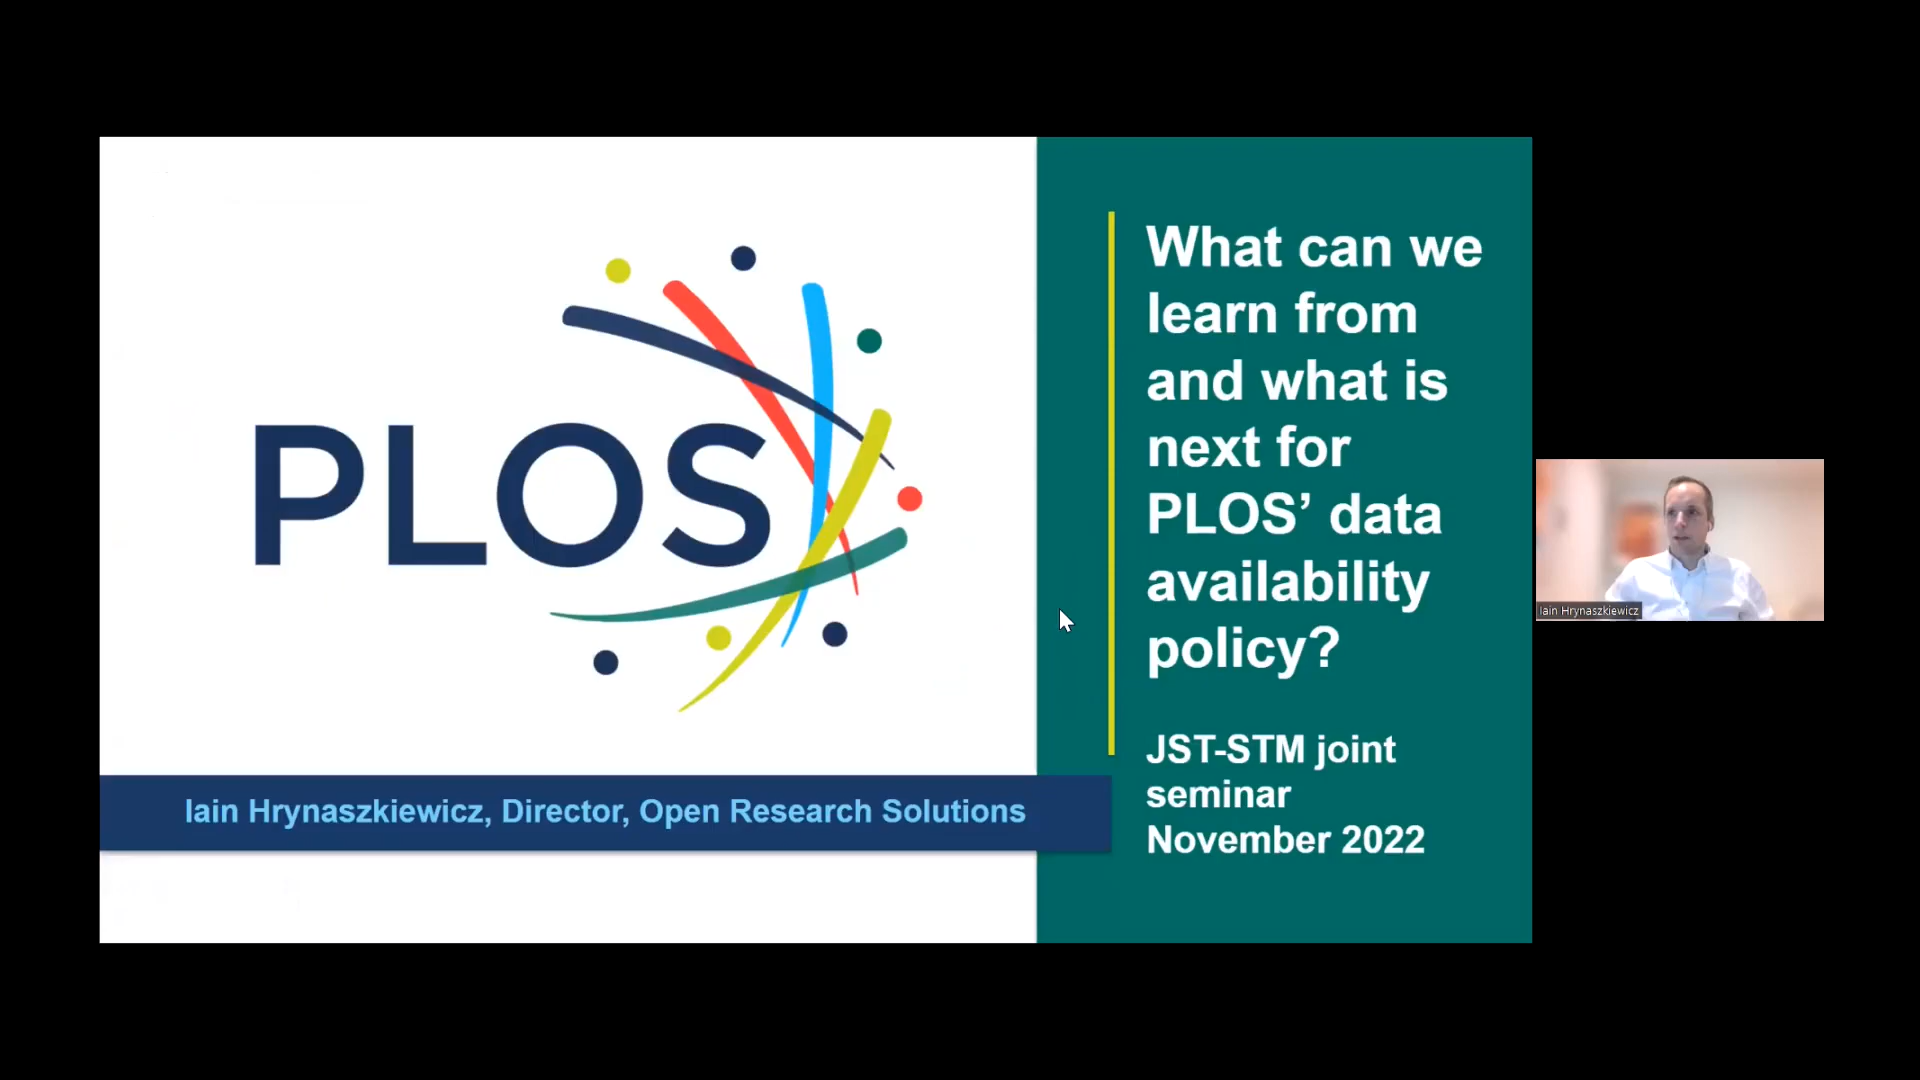 PLOS
What can we
learn from
and what is
next for
PLOS’ data
availability
policy?
JST-STM joint
seminar
November 2022
Iain Hrynaszkiewicz, Director, Open Research Solutions
Iain Hrynaszkiewicz